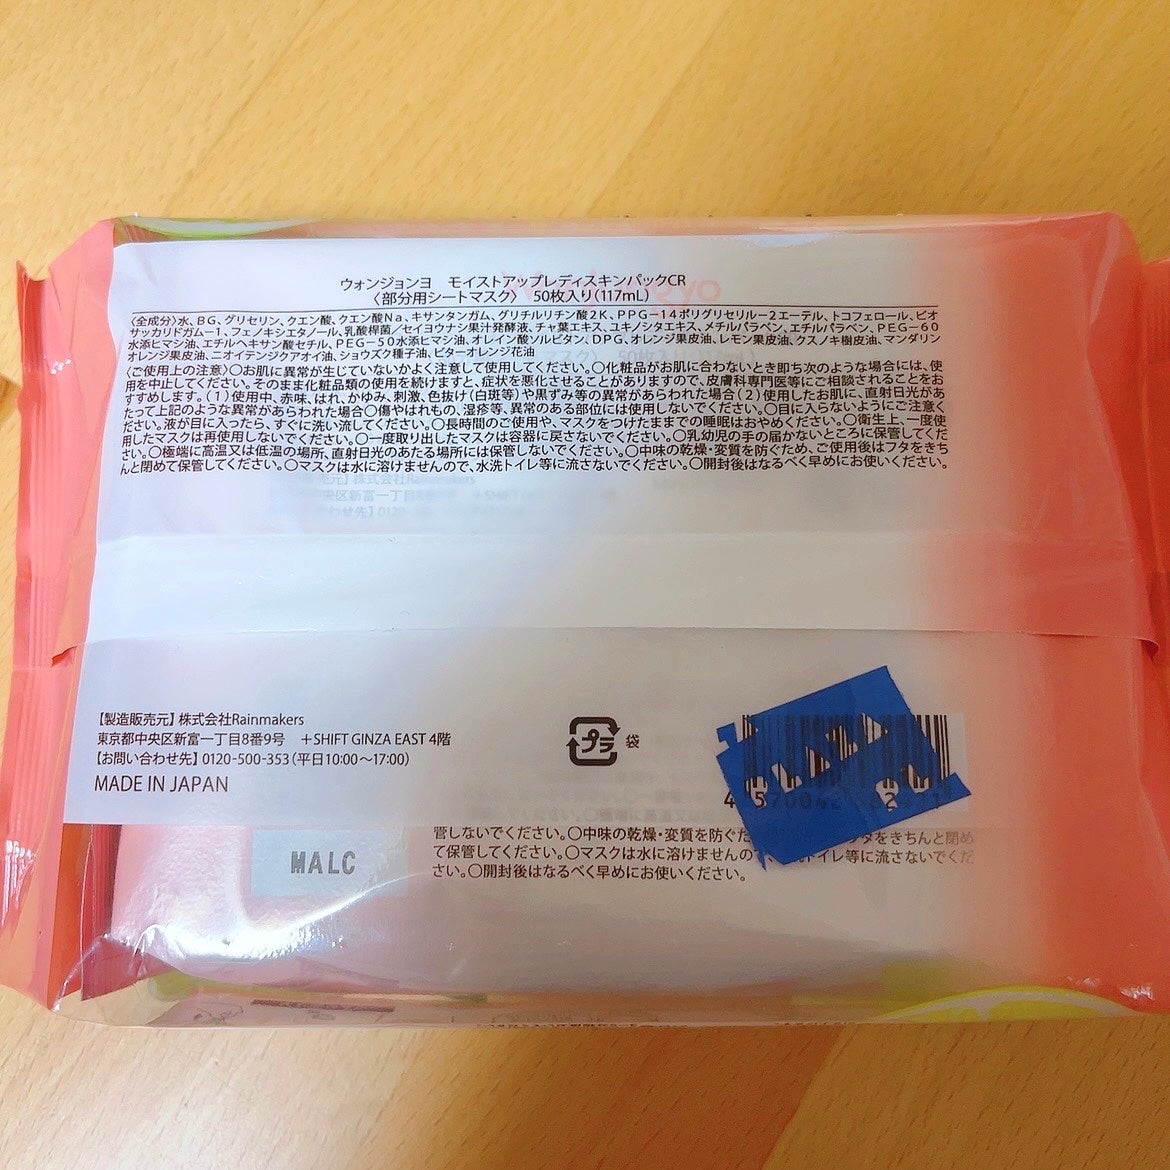 ウォンジョンヨ　モイストアップレディスキンパックCR
〈部分用シートマスク〉　50枚入り(117mL)
〈全成分〉水、BG、グリセリン、クエン酸、クエン酸Na、キサンタンガム、グリチルリチン酸2K、PPG-14ポリグリセリル-2エーテル、トコフェロール、ビオ
サッカリドガム-1、フェノキシエタノール、乳酸桿菌／セイヨウナシ果汁発酵液、チャ葉エキス、ユキノシタエキス、メチルパラベン、エチルパラベン、PEG-60
水添ヒマシ油、エチルヘキサン酸セチル、PEG-50水添ヒマシ油、オレイン酸ソルビタン、DPG、オレンジ果皮油、レモン果皮油、クスノキ樹皮油、マンダリン
オレンジ果皮油、ニオイテンジクアオイ油、ショウズク種子油、ビターオレンジ花油
〈ご使用上の注意〉〇お肌に異常が生じていないかよく注意して使用してください。〇化粧品がお肌に合わないとき即ち次のような場合には、使
用を中止してください。そのまま化粧品類の使用を続けますと、症状を悪化させることがありますので、皮膚科専門医等にご相談されることをお
すすめします。(1)使用中、赤味、はれ、かゆみ、刺激、色抜け(白斑等)や黒ずみ等の異常があらわれた場合(2)使用したお肌に、直射日光があ
たって上記のような異常があらわれた場合〇傷やはれもの、湿疹等、異常のある部位には使用しないでください。〇目に入らないようにご注意く
ださい。液が目に入ったら、すぐに洗い流してください。〇長時間のご使用や、マスクをつけたままでの睡眠はおやめください。〇衛生上、一度使
用したマスクは再使用しないでください。〇一度取り出したマスクは容器に戻さないでください。〇乳幼児の手の届かないところに保管してくだ
さい。〇極端に高温又は低温の場所、直射日光のあたる場所には保管しないでください。〇中味の乾燥・変質を防ぐため、ご使用後はフタをきち
んと閉めて保管してください。〇マスクは水に溶けませんので、水洗トイレ等に流さないでください。〇開封後はなるべく早めにお使いください。
【製造販売元】株式会社Rainmakers
東京都中央区新富一丁目8番9号　＋SHIFT GINZA EAST 4階
【お問い合わせ先】0120-500-353(平日10:00〜17:00)
MADE IN JAPAN
プラ 袋
管しないでください。〇中味の乾燥・変質を防ぐた タをきちんと閉め
て保管してください。〇マスクは水に溶けませんので、 トイレ等に流さないでくだ
さい。〇開封後はなるべく早めにお使いください。
MALC